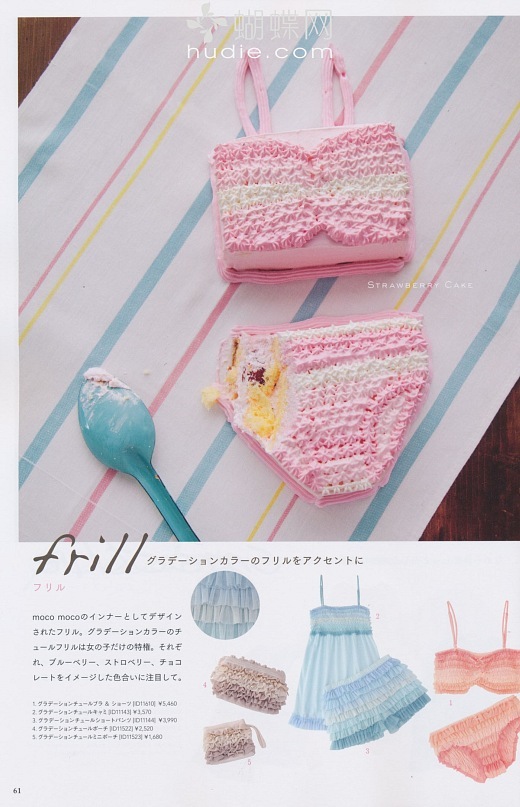 蝴蝶网
hudie.com
STRAWBERRY CAKE
frill グラデーションカラーのフリルをアクセントに
フリル
moco mocoのインナーとしてデザイン
されたフリル。グラデーションカラーのチ
ュールフリルは女の子だけの特権。それぞ
れ、ブルーベリー、ストロベリー、チョコ
レートをイメージした色合いに注目して。
1. グラデーションチュールブラ & ショーツ [ID11610] ¥5,460
2. グラデーションチュールキャミ [ID11143] ¥3,570
3. グラデーションチュールショートパンツ [ID11144] ¥3,990
4. グラデーションチュールポーチ [ID11522] ¥2,520
5. グラデーションチュールミニポーチ [ID11523] ¥1,680
2
1
4
3
5
61